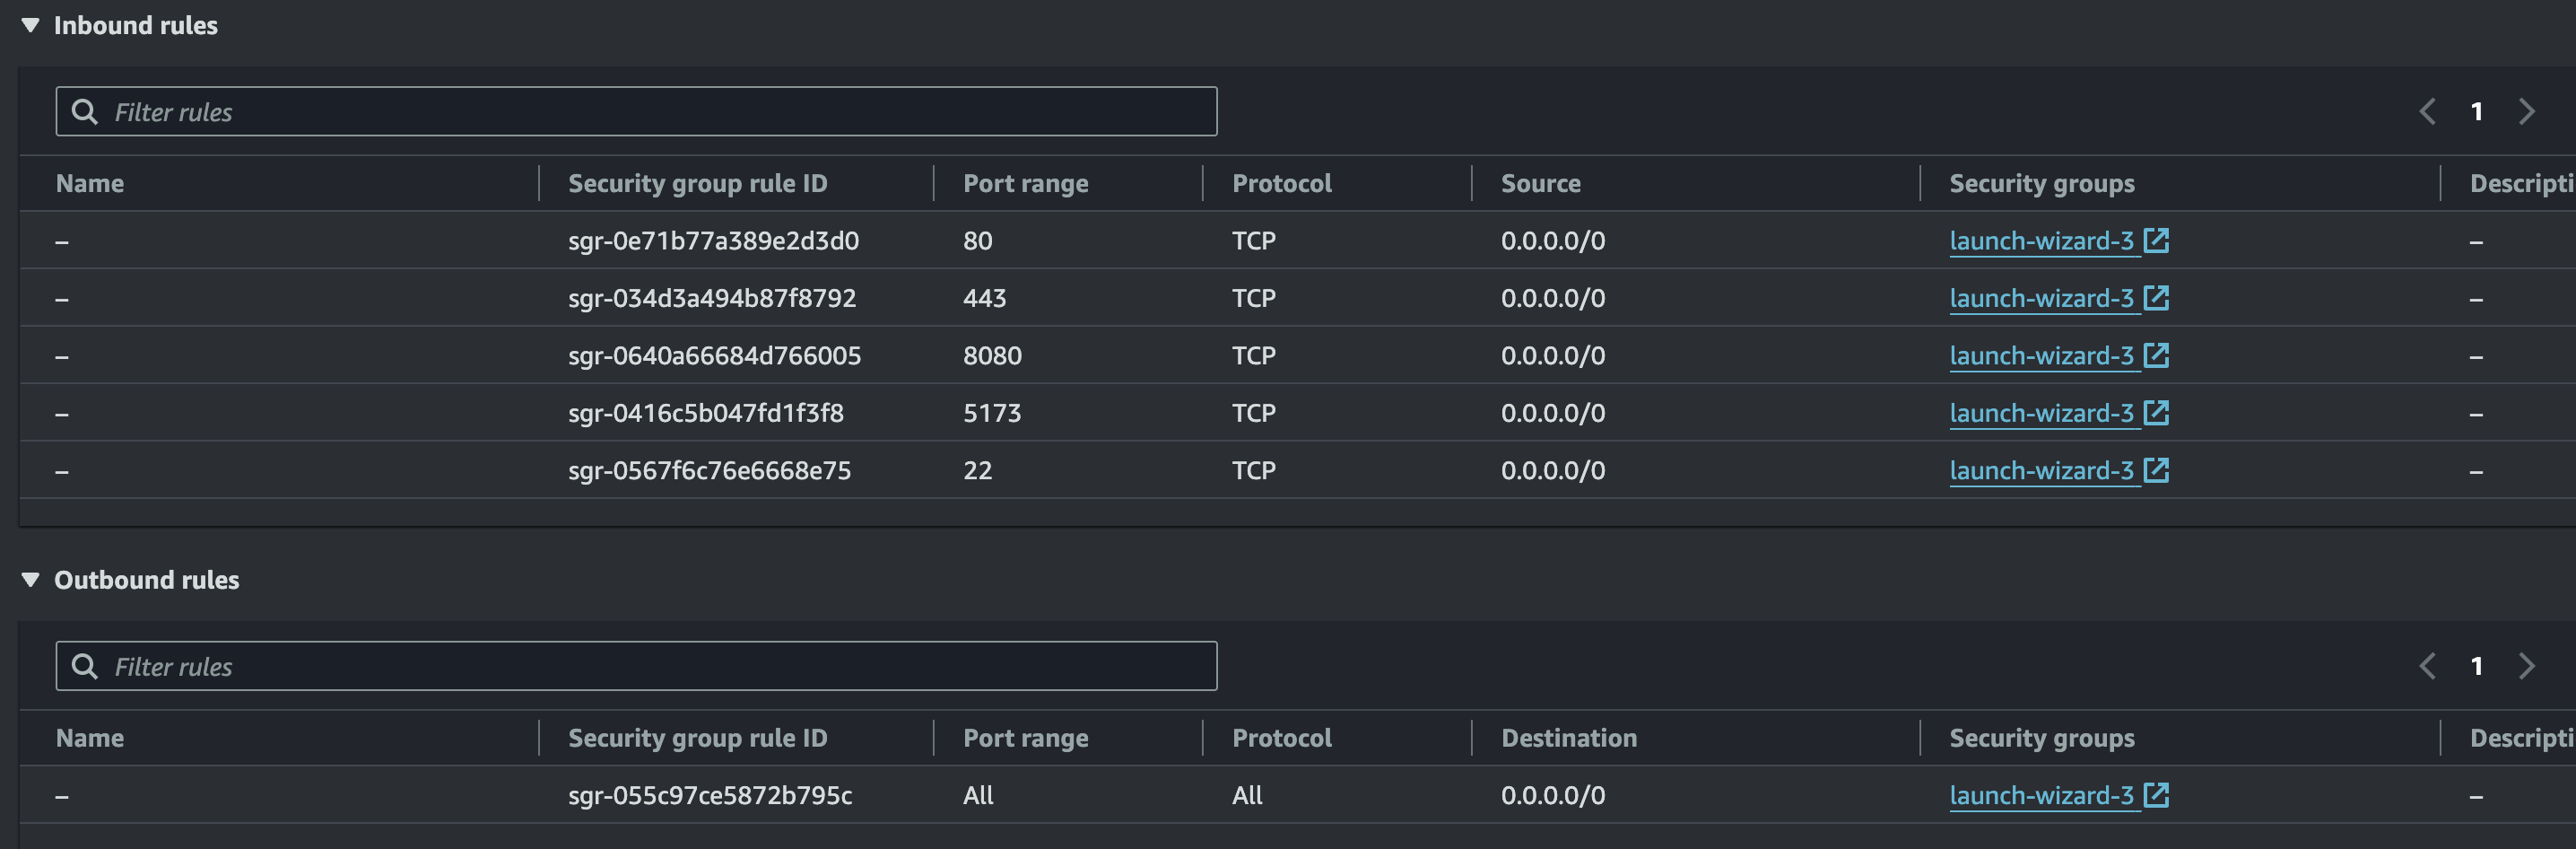 Inbound rules
Filter rules
1
Name Security group rule ID Port range Protocol Source Security groups Descripti
– sgr-0e71b77a389e2d3d0 80 TCP 0.0.0.0/0 launch-wizard-3 –
– sgr-034d3a494b87f8792 443 TCP 0.0.0.0/0 launch-wizard-3 –
– sgr-0640a66684d766005 8080 TCP 0.0.0.0/0 launch-wizard-3 –
– sgr-0416c5b047fd1f3f8 5173 TCP 0.0.0.0/0 launch-wizard-3 –
– sgr-0567f6c76e6668e75 22 TCP 0.0.0.0/0 launch-wizard-3 –
Outbound rules
Filter rules
1
Name Security group rule ID Port range Protocol Destination Security groups Descripti
– sgr-055c97ce5872b795c All All 0.0.0.0/0 launch-wizard-3 –